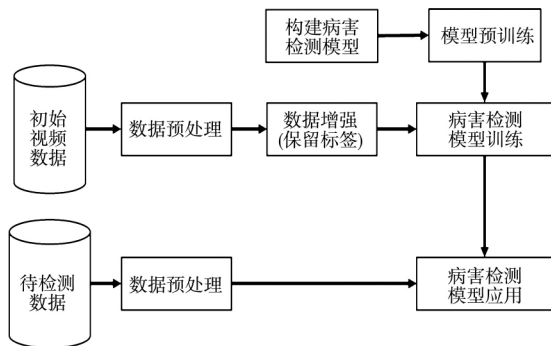 构建病害
检测模型
模型预训练
初始
视频
数据
数据预处理
数据增强
(保留标签)
病害检测
模型训练
待检测
数据
数据预处理
病害检测
模型应用